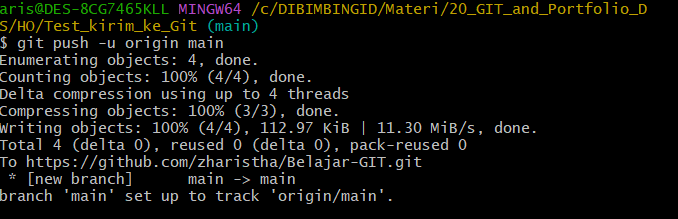 aris@DES-8CG7465KLL MINGW64 /c/DIBIMBINGID/Materi/20_GIT_and_Portfolio_D
S/HO/Test_kirim_ke_Git (main)
$ git push -u origin main
Enumerating objects: 4, done.
Counting objects: 100% (4/4), done.
Delta compression using up to 4 threads
Compressing objects: 100% (3/3), done.
Writing objects: 100% (4/4), 112.97 KiB | 11.30 MiB/s, done.
Total 4 (delta 0), reused 0 (delta 0), pack-reused 0
To https://github.com/zharistha/Belajar-GIT.git
 * [new branch]      main -> main
branch 'main' set up to track 'origin/main'.